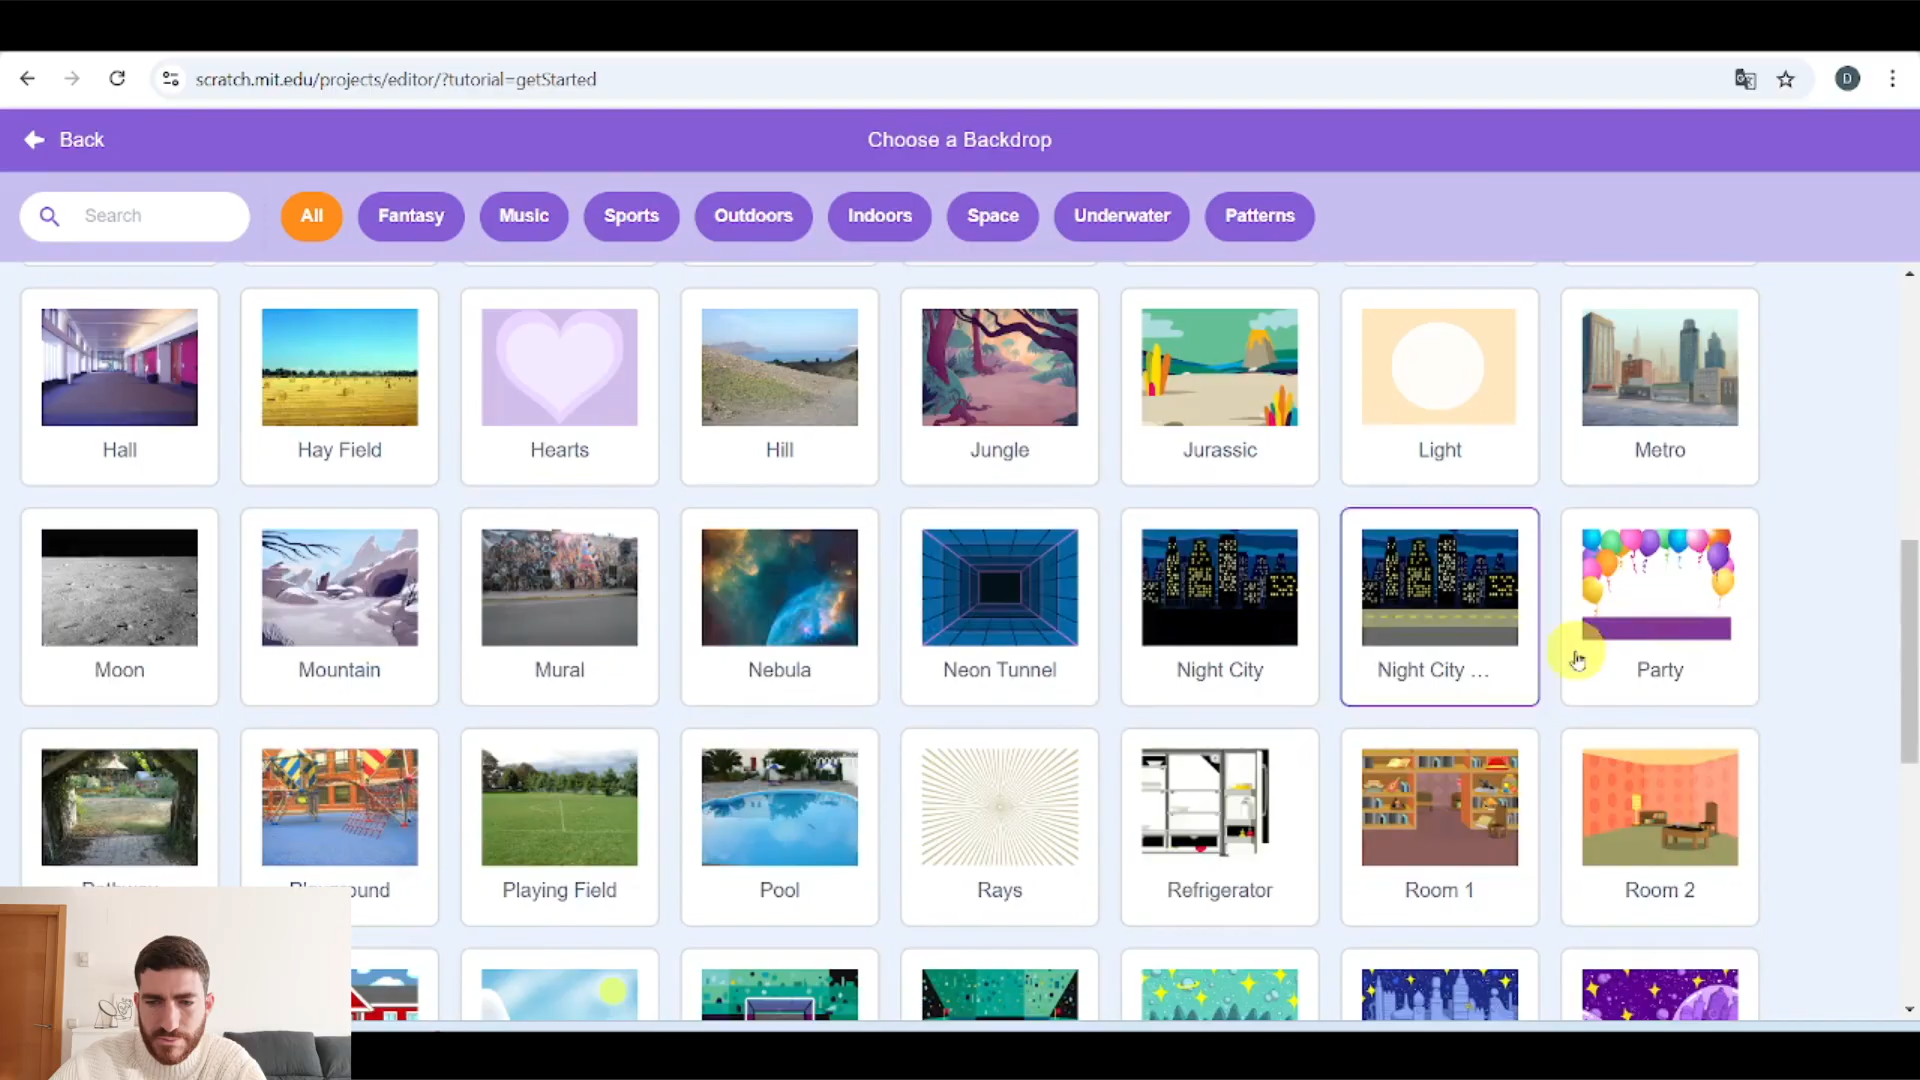 scratch.mit.edu/projects/editor/?tutorial=getStarted
D
Back
Choose a Backdrop
Search
All
Fantasy
Music
Sports
Outdoors
Indoors
Space
Underwater
Patterns
Hall
Hay Field
Hearts
Hill
Jungle
Jurassic
Light
Metro
Moon
Mountain
Mural
Nebula
Neon Tunnel
Night City
Night City ...
Party
Playing Field
Pool
Rays
Refrigerator
Room 1
Room 2